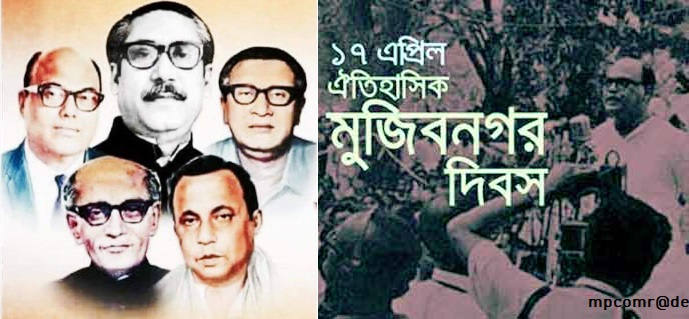 ১৭ এপ্রিল
ঐতিহাসিক
মুজিবনগর
দিবস
mpcomr@de